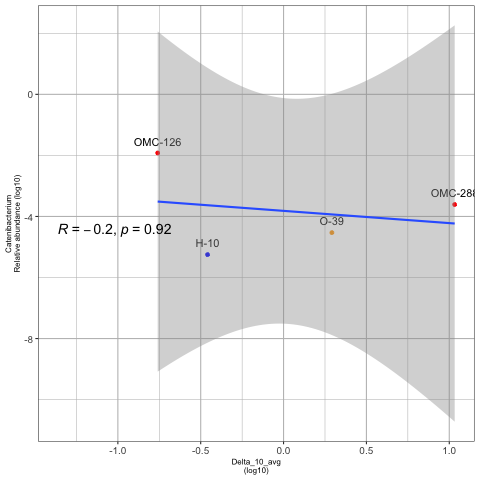 0
OMC-126
OMC-288
-4
R = – 0.2, p = 0.92
O-39
H-10
-8
Catenibacterium
Relative abundance (log10)
-1.0 -0.5 0.0 0.5 1.0
Delta_10_avg
(log10)